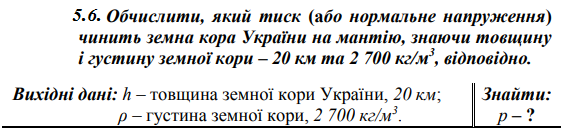 5.6. Обчислити, який тиск (або нормальне напруження)
чинить земна кора України на мантію, знаючи товщину
і густину земної кори – 20 км та 2 700 кг/м³, відповідно.
Вихідні дані: h – товщина земної кори України, 20 км; Знайти:
ρ – густина земної кори, 2 700 кг/м³. p – ?